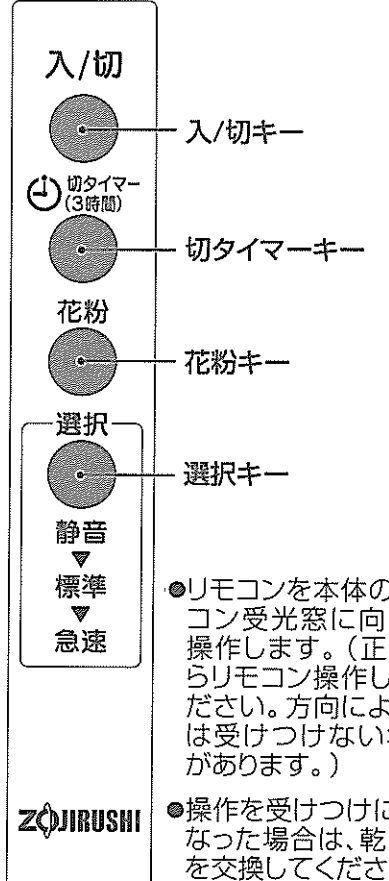 入/切
入/切キー
切タイマー
(3時間)
切タイマーキー
花粉
花粉キー
選択
選択キー
静音
▼
標準
▼
急速
●リモコンを本体の
コン受光窓に向
操作します。(正
らリモコン操作し
ださい。方向によ
は受けつけない
があります。)
ZOJIRUSHI
●操作を受けつけに
なった場合は、乾
を交換してくださ